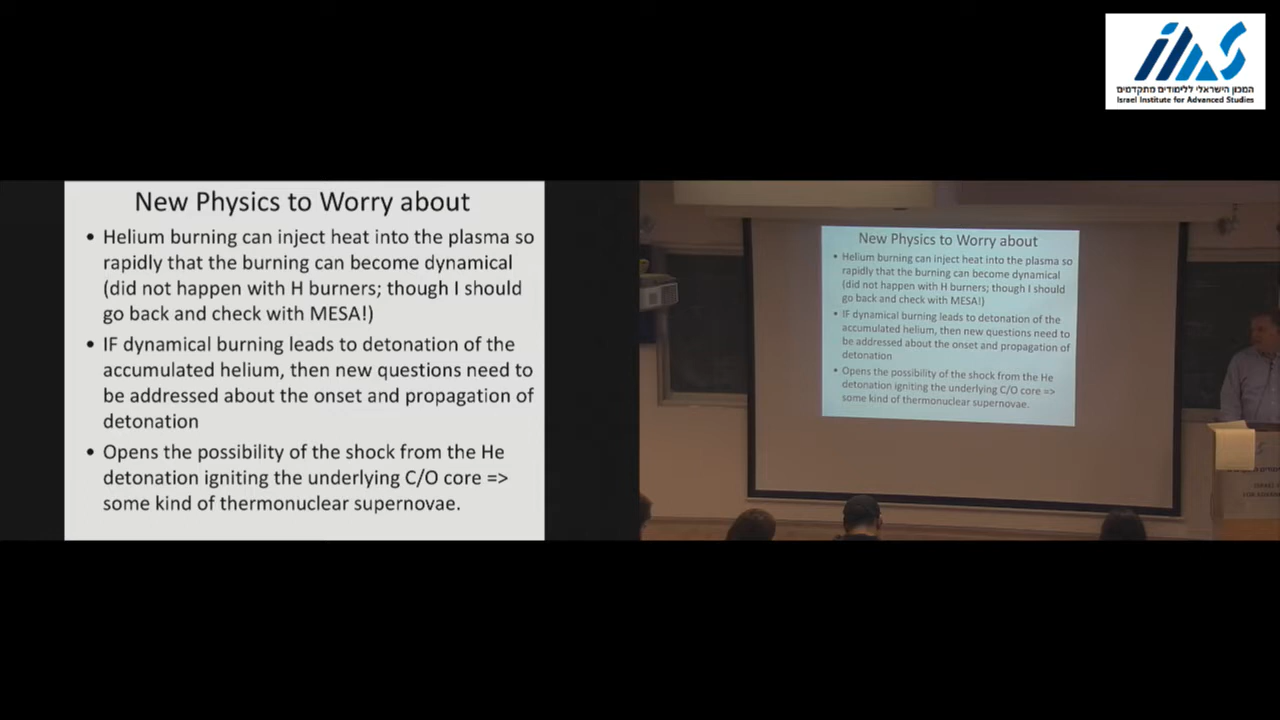 המכון הישראלי ללימודים מתקדמים
Israel Institute for Advanced Studies
New Physics to Worry about
• Helium burning can inject heat into the plasma so
rapidly that the burning can become dynamical
(did not happen with H burners; though I should
go back and check with MESA!)
• IF dynamical burning leads to detonation of the
accumulated helium, then new questions need to
be addressed about the onset and propagation of
detonation
• Opens the possibility of the shock from the He
detonation igniting the underlying C/O core =>
some kind of thermonuclear supernovae.
New Physics to Worry about
• Helium burning can inject heat into the plasma so
rapidly that the burning can become dynamical
(did not happen with H burners; though I should
go back and check with MESA!)
• IF dynamical burning leads to detonation of the
accumulated helium, then new questions need to
be addressed about the onset and propagation of
detonation
• Opens the possibility of the shock from the He
detonation igniting the underlying C/O core =>
some kind of thermonuclear supernovae.